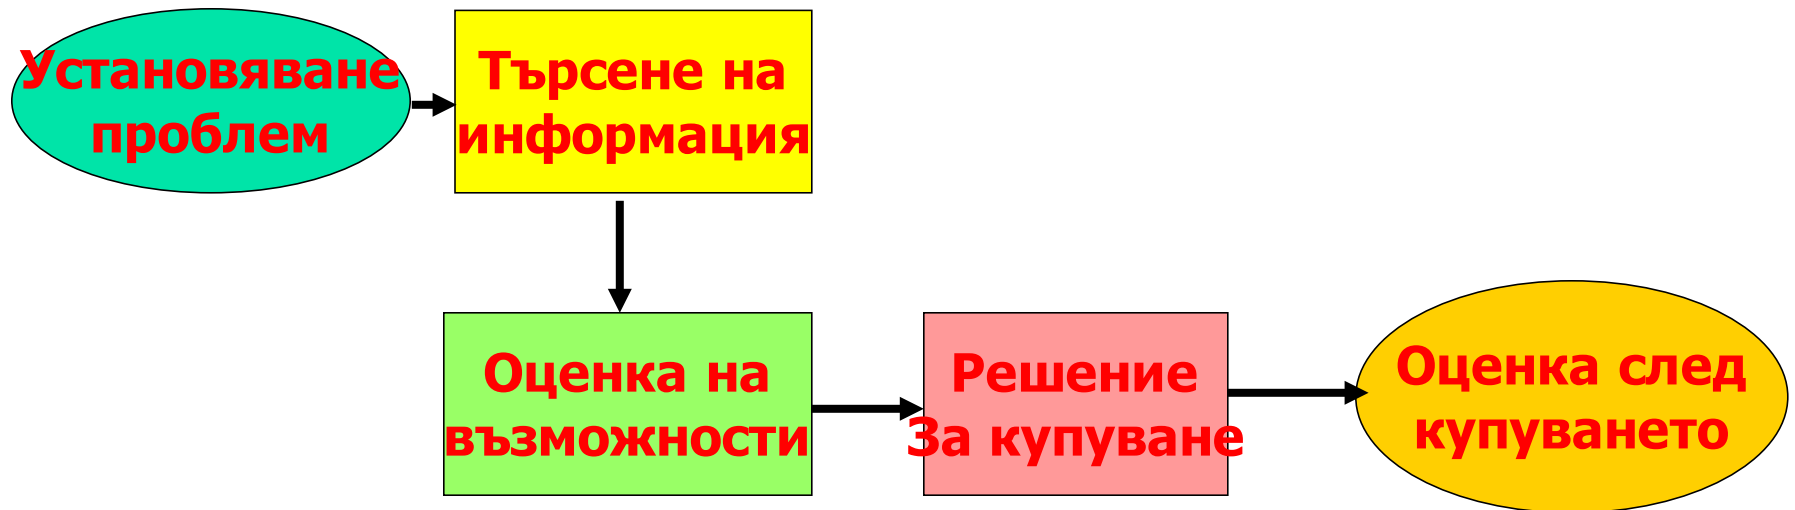 Установяване
проблем
Търсене на
информация
Оценка на
възможности
Решение
За купуване
Оценка след
купуването